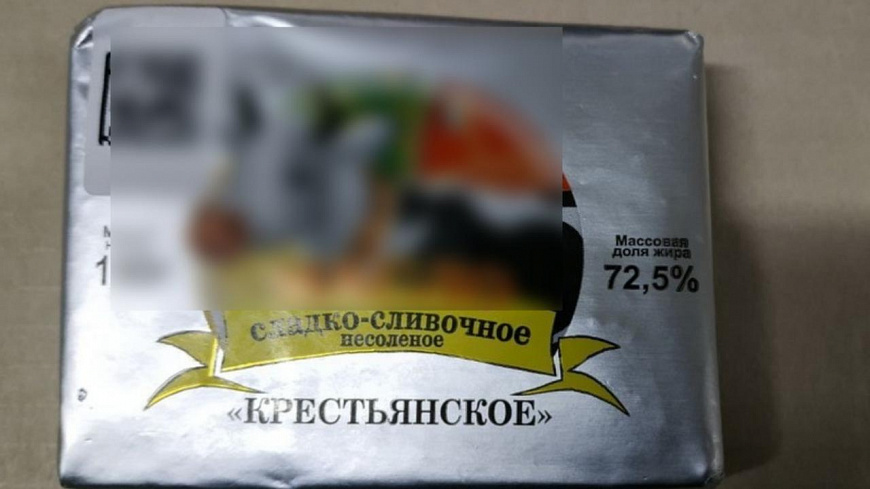 Массовая
доля жира
72,5%
сладко-сливочное
несоленое
«КРЕСТЬЯНСКОЕ»